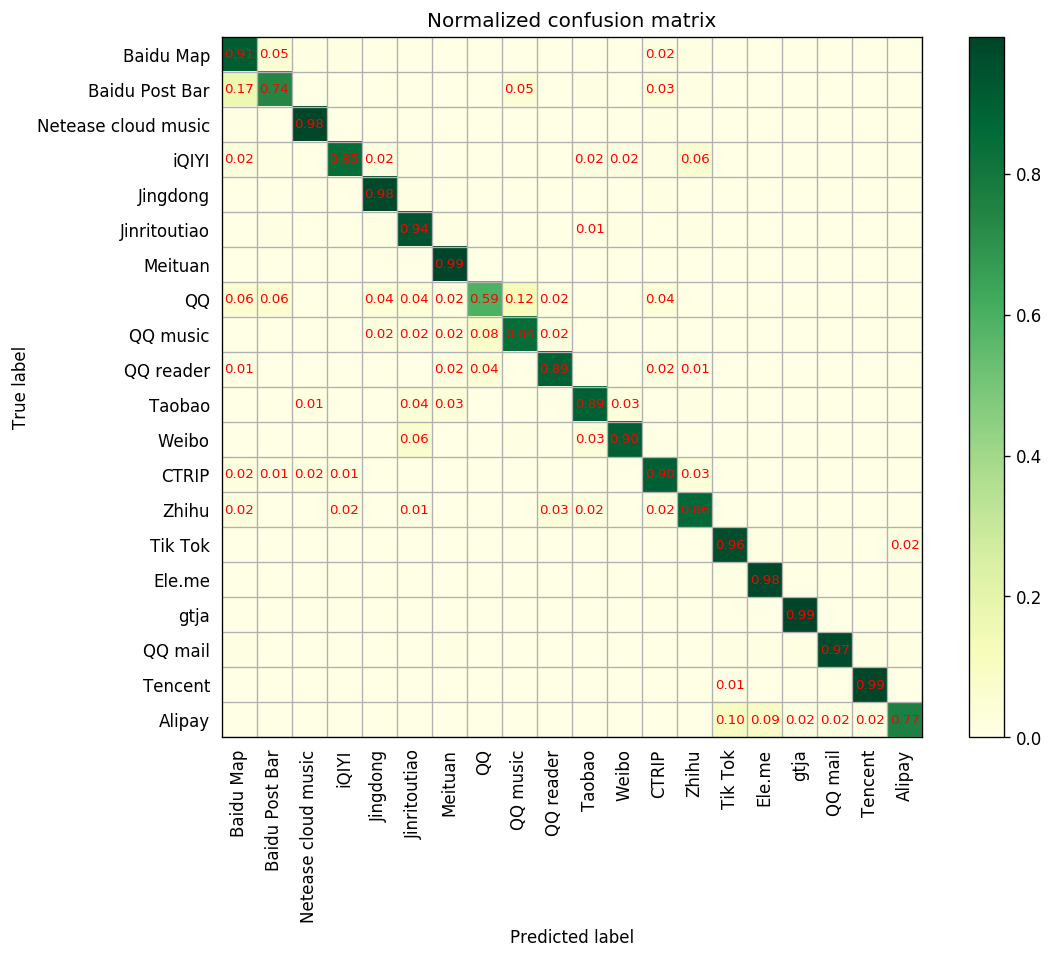 Normalized confusion matrix
Baidu Map 0.91 0.05 0.02
Baidu Post Bar 0.17 0.74 0.05 0.03
Netease cloud music 0.98
iQIYI 0.02 0.85 0.02 0.02 0.02 0.06
Jingdong 0.98
Jinritoutiao 0.94 0.01
Meituan 0.99
QQ 0.06 0.06 0.04 0.04 0.02 0.59 0.12 0.02 0.04
QQ music 0.02 0.02 0.02 0.08 0.02
QQ reader 0.01 0.02 0.04 0.89 0.02 0.01
Taobao 0.01 0.04 0.03 0.89 0.03
Weibo 0.06 0.03 0.90
CTRIP 0.02 0.01 0.02 0.01 0.90 0.03
Zhihu 0.02 0.02 0.01 0.03 0.02 0.02 0.86
Tik Tok 0.96 0.02
Ele.me 0.98
gtja 0.99
QQ mail 0.97
Tencent 0.01 0.99
Alipay 0.10 0.09 0.02 0.02 0.02 0.77
True label
Baidu Map
Baidu Post Bar
Netease cloud music
iQIYI
Jingdong
Jinritoutiao
Meituan
QQ
QQ music
QQ reader
Taobao
Weibo
CTRIP
Zhihu
Tik Tok
Ele.me
gtja
QQ mail
Tencent
Alipay
Predicted label
0.8
0.6
0.4
0.2
0.0